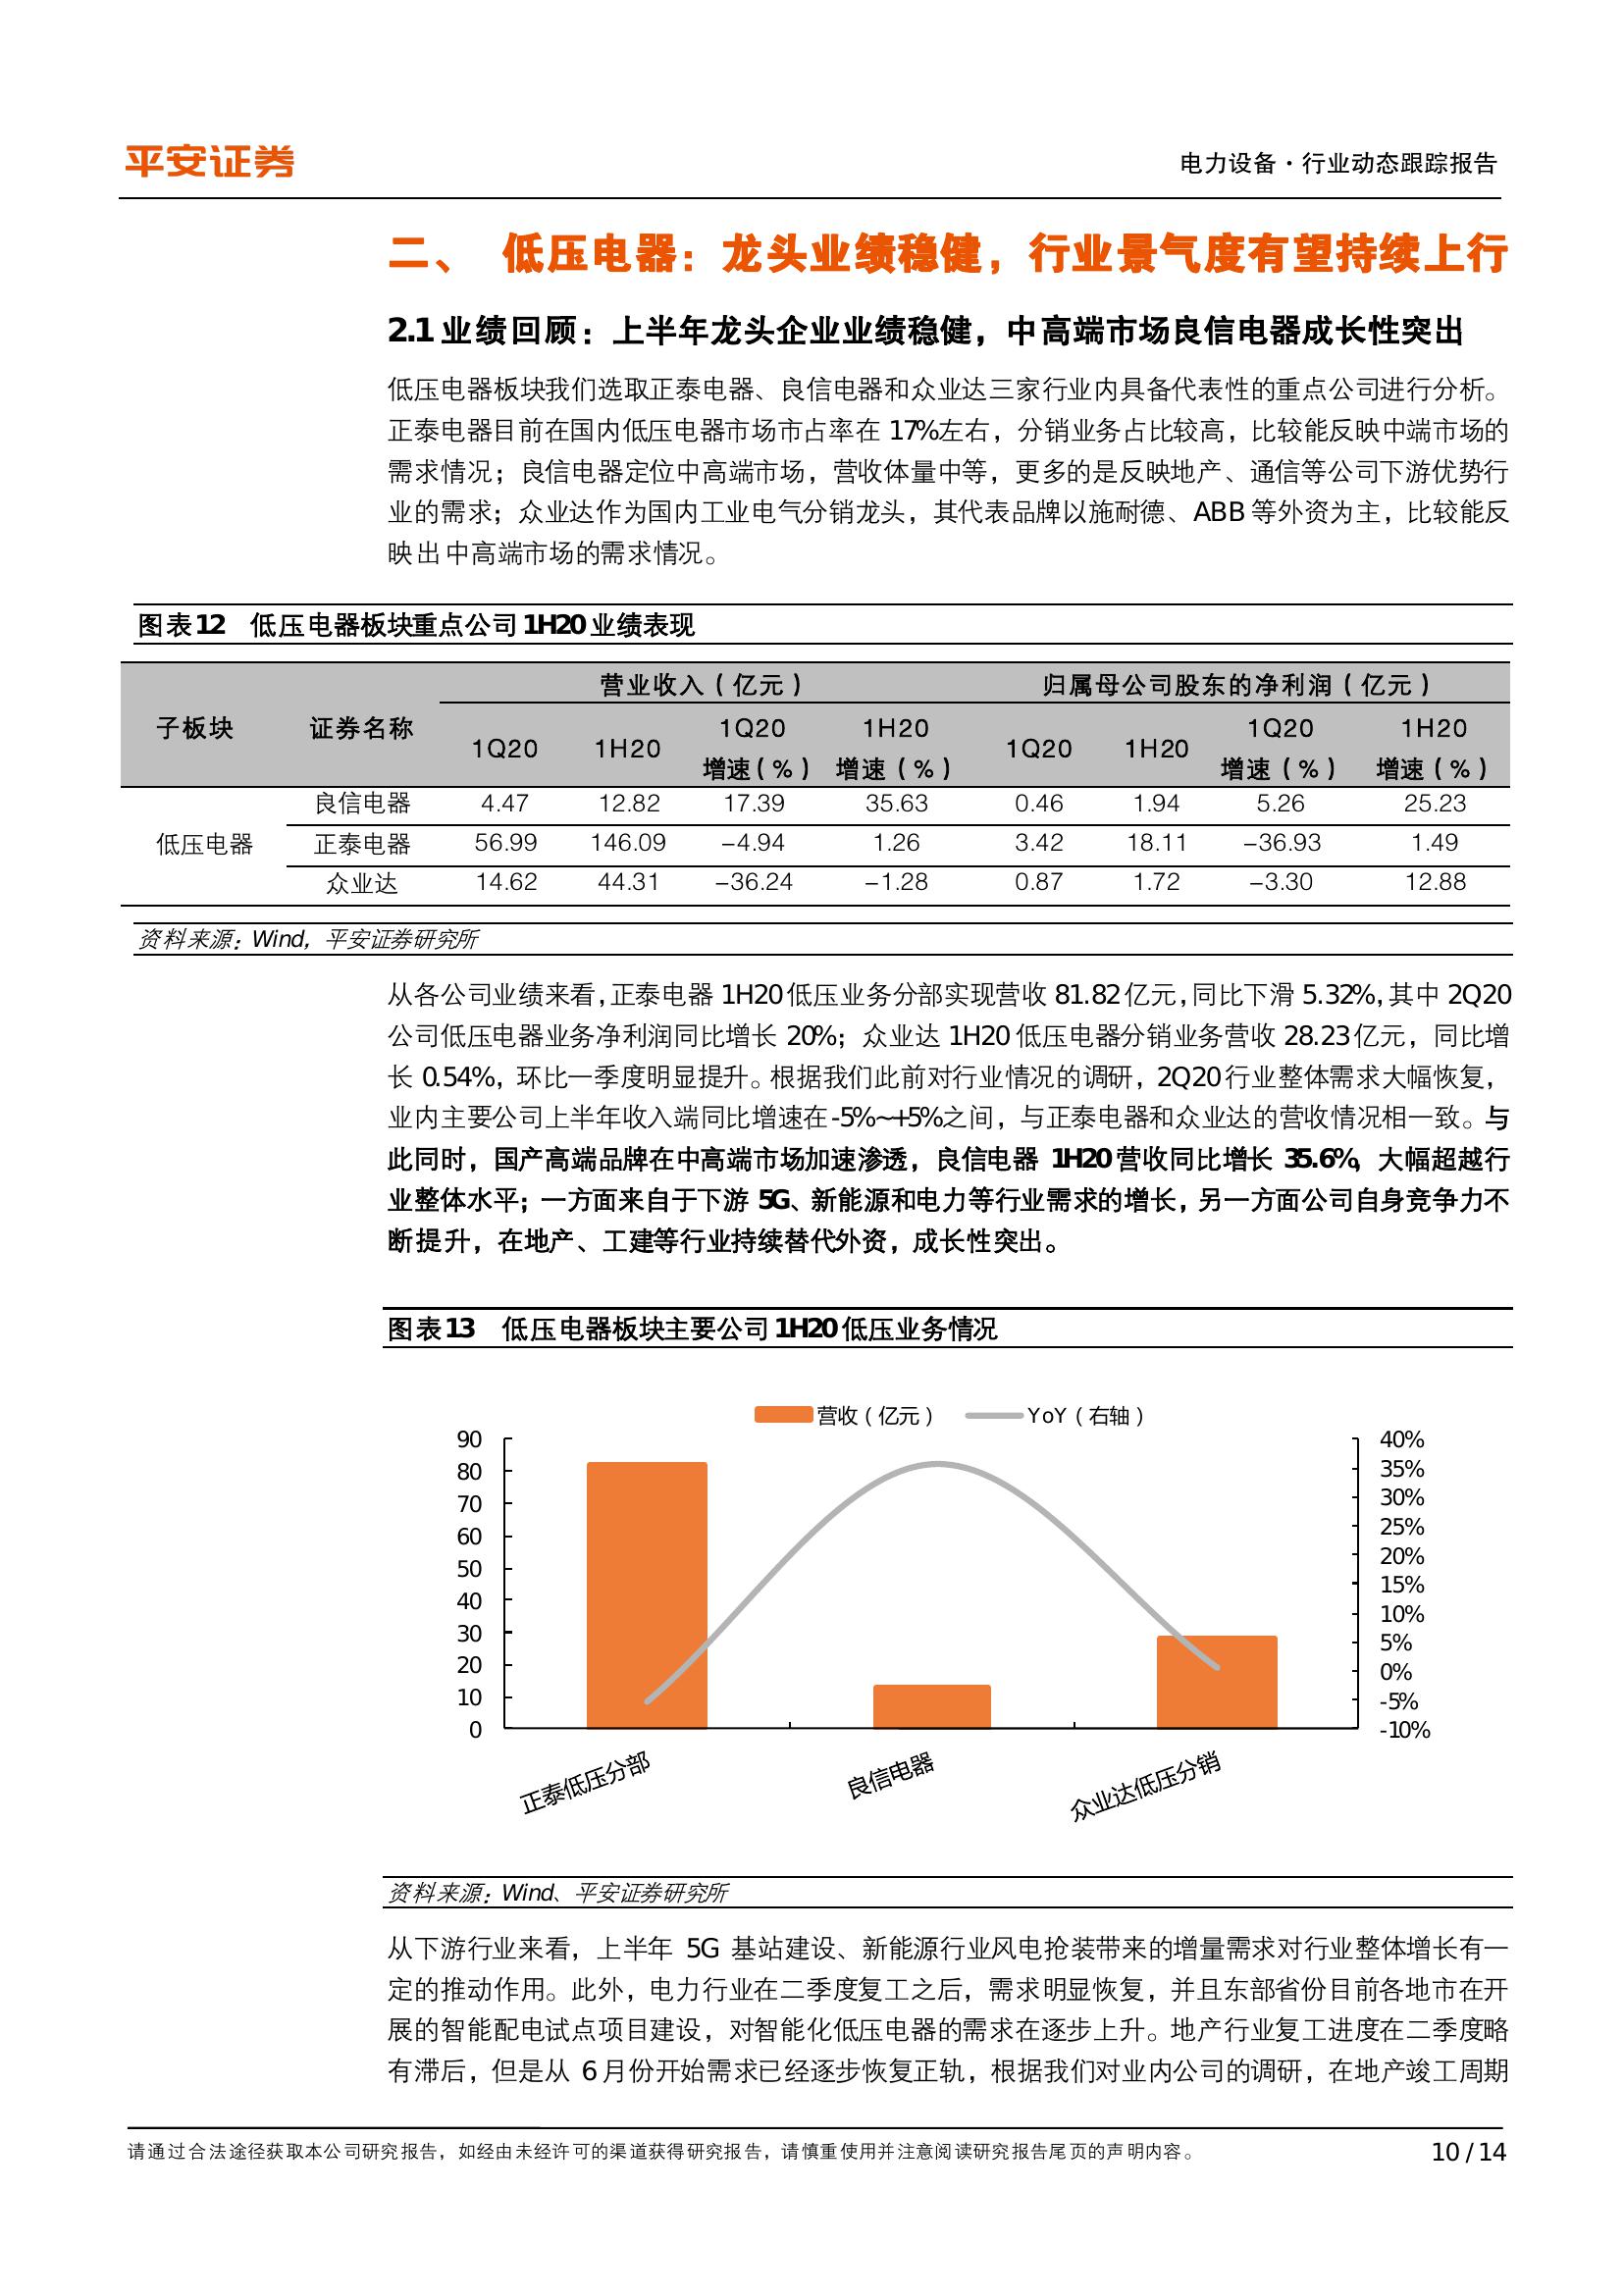 平安证券
电力设备·行业动态跟踪报告
二、 低压电器：龙头业绩稳健，行业景气度有望持续上行
2.1 业绩回顾：上半年龙头企业业绩稳健，中高端市场良信电器成长性突出
低压电器板块我们选取正泰电器、良信电器和众业达三家行业内具备代表性的重点公司进行分析。
正泰电器目前在国内低压电器市场市占率在 17%左右，分销业务占比较高，比较能反映中端市场的
需求情况；良信电器定位中高端市场，营收体量中等，更多的是反映地产、通信等公司下游优势行
业的需求；众业达作为国内工业电气分销龙头，其代表品牌以施耐德、ABB 等外资为主，比较能反
映出中高端市场的需求情况。
图表12 低压电器板块重点公司 1H20 业绩表现
营业收入（亿元） 归属母公司股东的净利润（亿元）
子板块 证券名称 1Q20 1H20 1Q20 增速（%） 1H20 增速（%） 1Q20 1H20 1Q20 增速（%） 1H20 增速（%）
良信电器 4.47 12.82 17.39 35.63 0.46 1.94 5.26 25.23
低压电器 正泰电器 56.99 146.09 -4.94 1.26 3.42 18.11 -36.93 1.49
众业达 14.62 44.31 -36.24 -1.28 0.87 1.72 -3.30 12.88
资料来源：Wind，平安证券研究所
从各公司业绩来看，正泰电器 1H20 低压业务分部实现营收 81.82 亿元，同比下滑 5.32%，其中 2Q20
公司低压电器业务净利润同比增长 20%；众业达 1H20 低压电器分销业务营收 28.23 亿元，同比增
长 0.54%，环比一季度明显提升。根据我们此前对行业情况的调研，2Q20 行业整体需求大幅恢复，
业内主要公司上半年收入端同比增速在-5%~+5%之间，与正泰电器和众业达的营收情况相一致。与
此同时，国产高端品牌在中高端市场加速渗透，良信电器 1H20 营收同比增长 35.6%，大幅超越行
业整体水平；一方面来自于下游 5G、新能源和电力等行业需求的增长，另一方面公司自身竞争力不
断提升，在地产、工建等行业持续替代外资，成长性突出。
图表13 低压电器板块主要公司 1H20 低压业务情况
营收（亿元） YoY（右轴）
90 40%
80 35%
70 30%
60 25%
50 20%
40 15%
30 10%
20 5%
10 0%
0 -5%
-10%
正泰低压分部 良信电器 众业达低压分销
资料来源：Wind、平安证券研究所
从下游行业来看，上半年 5G 基站建设、新能源行业风电抢装带来的增量需求对行业整体增长有一
定的推动作用。此外，电力行业在二季度复工之后，需求明显恢复，并且东部省份目前各地市在开
展的智能配电试点项目建设，对智能化低压电器的需求在逐步上升。地产行业复工进度在二季度略
有滞后，但是从 6 月份开始需求已经逐步恢复正轨，根据我们对业内公司的调研，在地产竣工周期
请通过合法途径获取本公司研究报告，如经由未经许可的渠道获得研究报告，请慎重使用并注意阅读研究报告尾页的声明内容。
10 / 14